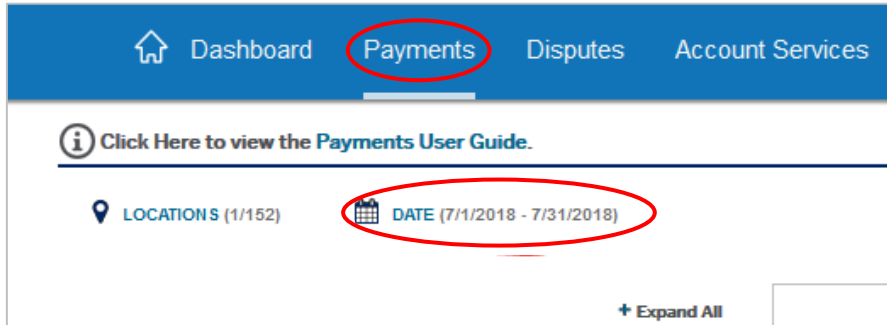 Dashboard Payments Disputes Account Services
Click Here to view the Payments User Guide.
LOCATIONS (1/152) DATE (7/1/2018 - 7/31/2018)
+ Expand All